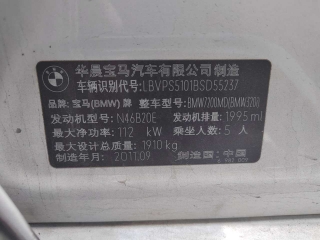 华晨宝马汽车有限公司 制造
车辆识别代号: LBVPS5101BSD55237
品牌: 宝马(BMW)牌 整车型号: BMW7200MD(BMW320i)
发动机型号: N46B20E 发动机排量: 1995 ml
最大净功率: 112 kW 乘坐人数: 5 人
最大设计总质量: 1910 kg
制造年月: 2011.09 制造国: 中国